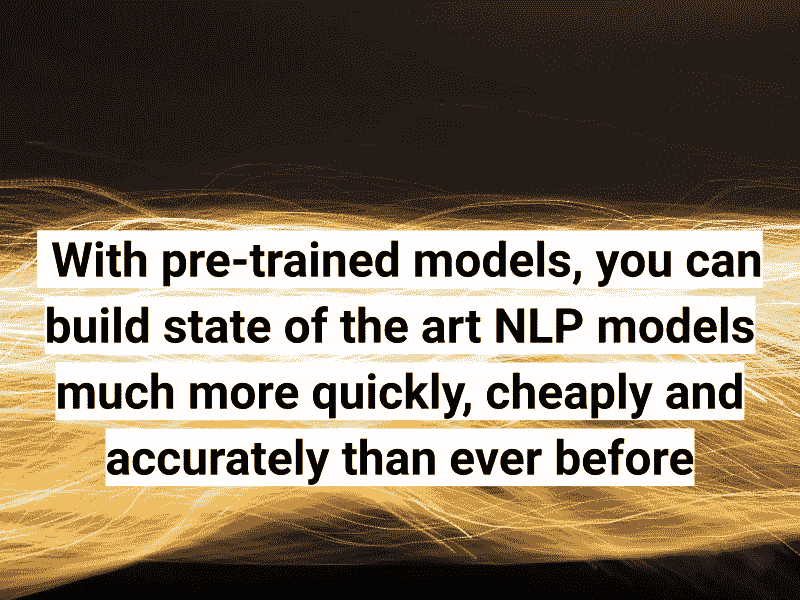 With pre-trained models, you can
build state of the art NLP models
much more quickly, cheaply and
accurately than ever before